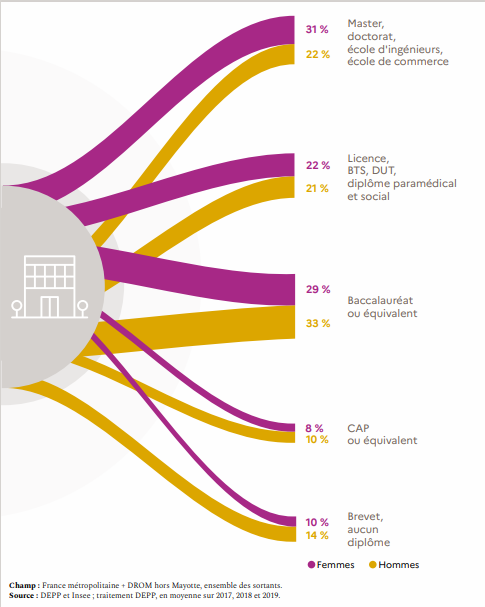 31 %
22 %
Master,
doctorat,
école d'ingénieurs,
école de commerce
22 %
21 %
Licence,
BTS, DUT,
diplôme paramédical
et social
29 %
33 %
Baccalauréat
ou équivalent
8 %
10 %
CAP
ou équivalent
10 %
14 %
Brevet,
aucun
diplôme
Femmes Hommes
Champ : France métropolitaine + DROM hors Mayotte, ensemble des sortants.
Source : DEPP et Insee ; traitement DEPP, en moyenne sur 2017, 2018 et 2019.